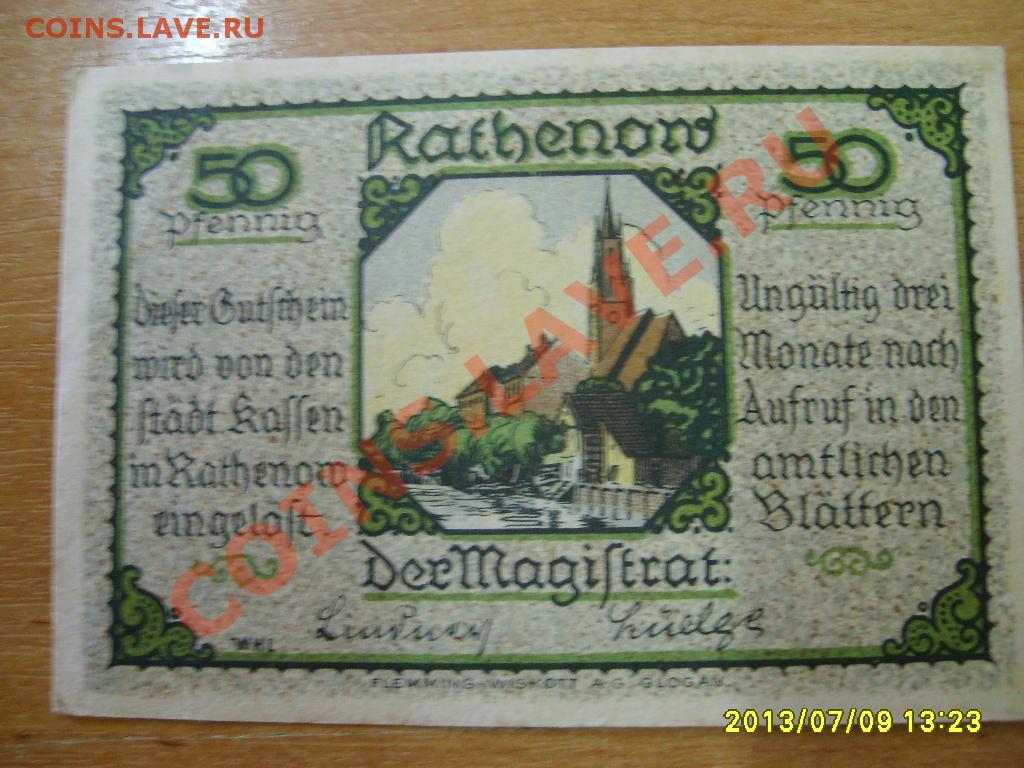 COINS.LAVE.RU
Rathenow
50
Pfennig
50
Pfennig
Dieser Gutschein
wird von den
städt. Kassen
in Rathenow
eingelöst
Ungültig drei
Monate nach
Aufruf in den
amtlichen
Blättern
Der Magistrat:
WHL
FLEMMING-WISKOTT A.G. GLOGAU.
COINS.LAVE.RU
2013/07/09 13:23